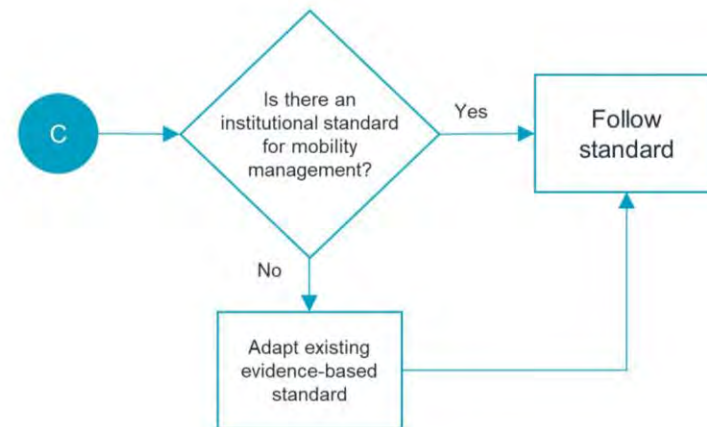 C
Is there an
institutional standard
for mobility
management?
Yes
Follow
standard
No
Adapt existing
evidence-based
standard